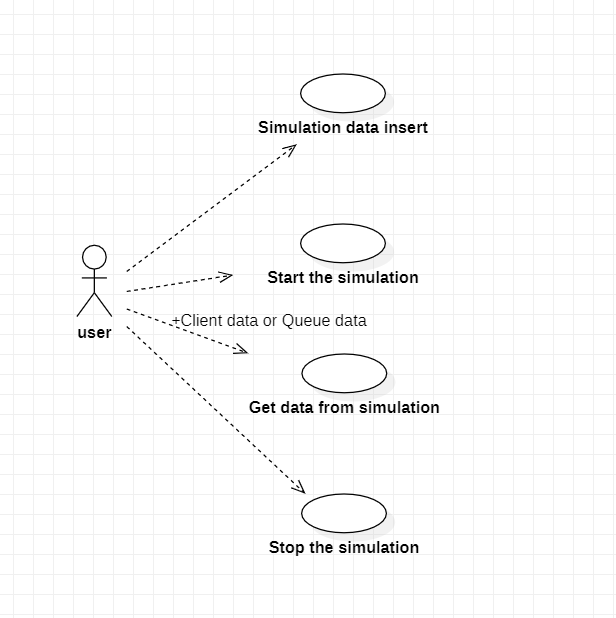 Simulation data insert
Start the simulation
+Client data or Queue data
user
Get data from simulation
Stop the simulation